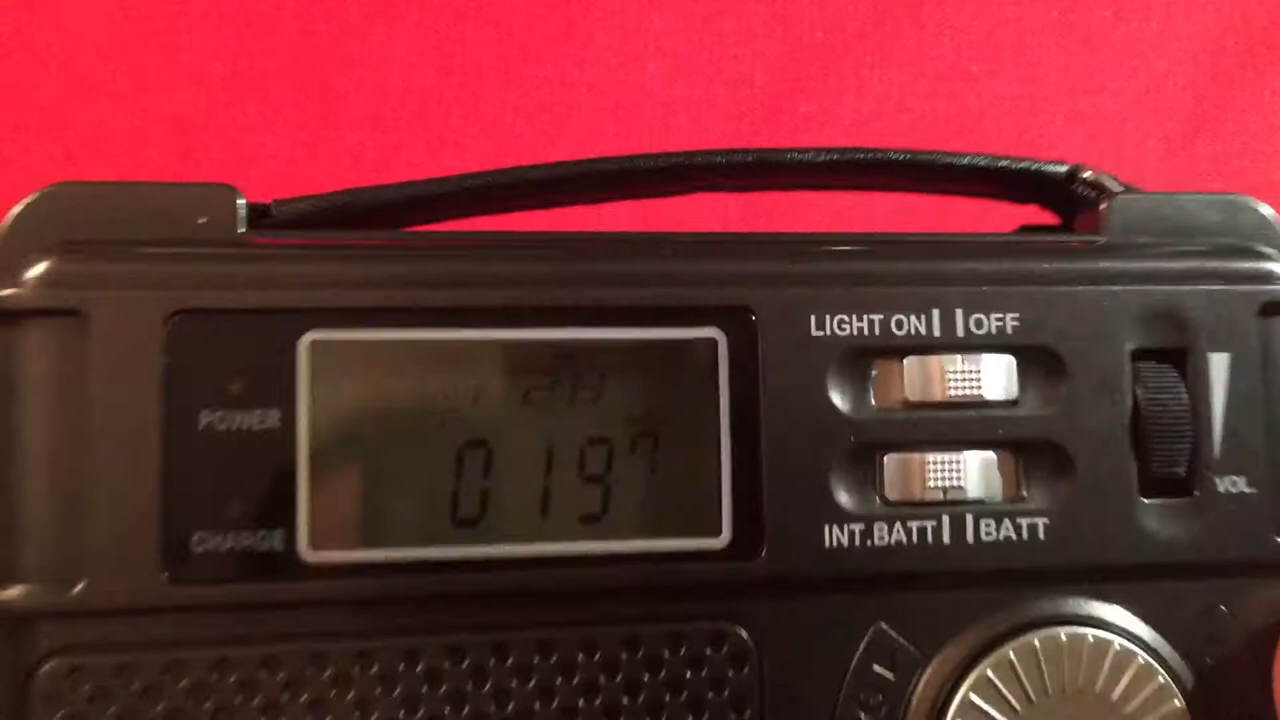 LIGHT ON OFF
POWER
0197
VOL
CHARGE
INT.BATT BATT